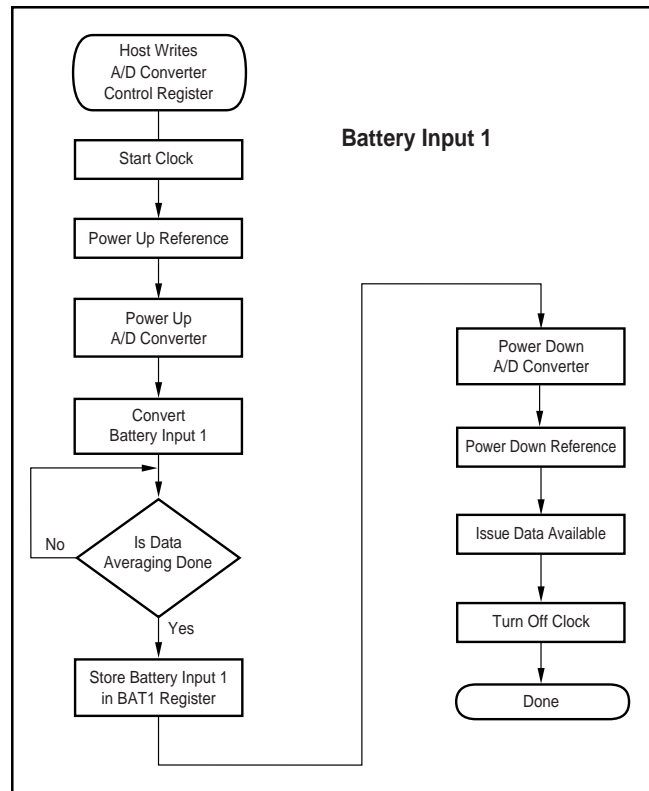 Host Writes
A/D Converter
Control Register
Battery Input 1
Start Clock
Power Up Reference
Power Up
A/D Converter
Convert
Battery Input 1
No
Is Data
Averaging Done
Yes
Store Battery Input 1
in BAT1 Register
Power Down
A/D Converter
Power Down Reference
Issue Data Available
Turn Off Clock
Done